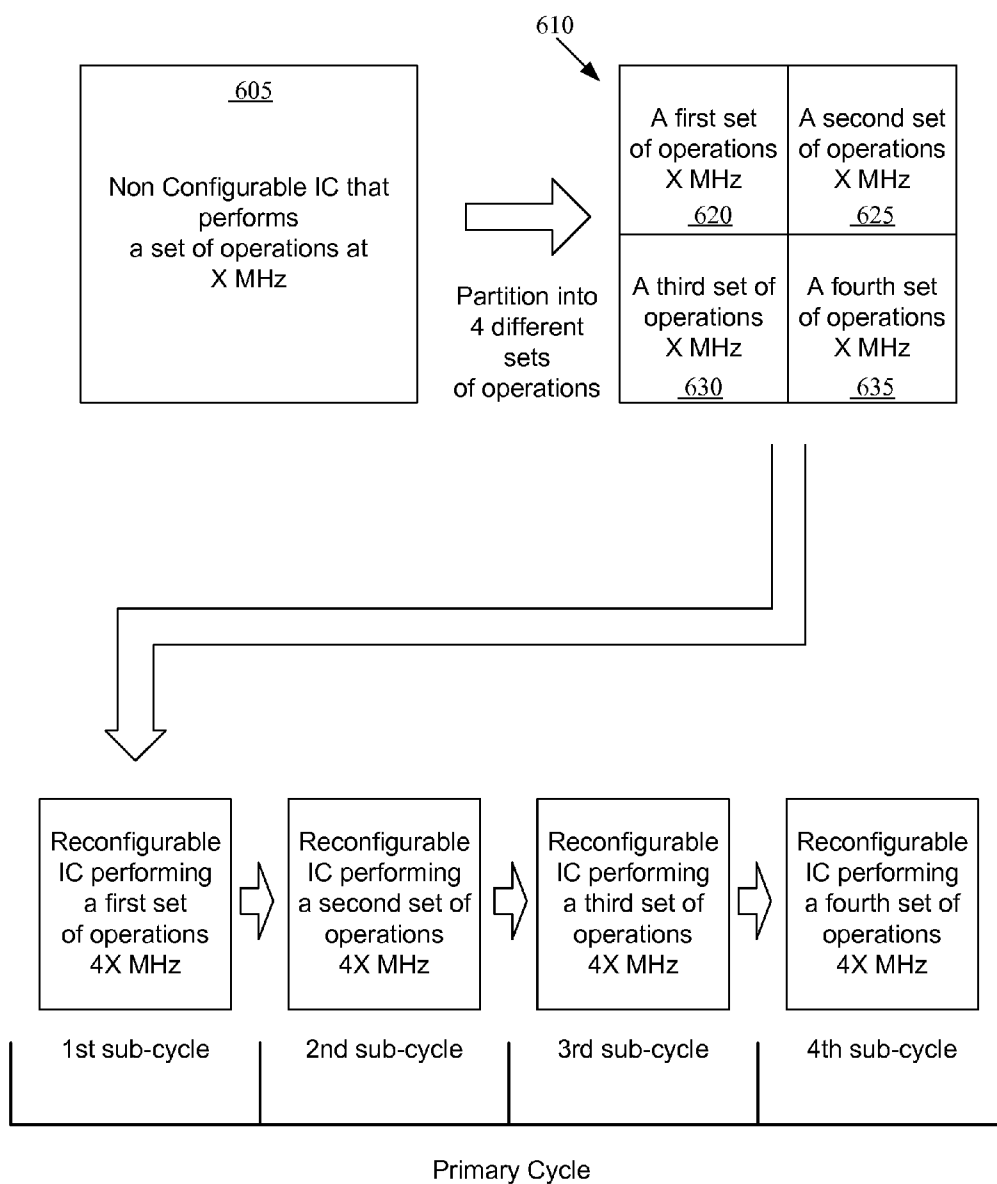 610
605
Non Configurable IC that
performs
a set of operations at
X MHz
Partition into
4 different
sets
of operations
A first set
of operations
X MHz
620
A second set
of operations
X MHz
625
A third set of
operations
X MHz
630
A fourth set
of operations
X MHz
635
Reconfigurable
IC performing
a first set
of operations
4X MHz
Reconfigurable
IC performing
a second set of
operations
4X MHz
Reconfigurable
IC performing
a third set of
operations
4X MHz
Reconfigurable
IC performing
a fourth set of
operations
4X MHz
1st sub-cycle
2nd sub-cycle
3rd sub-cycle
4th sub-cycle
Primary Cycle